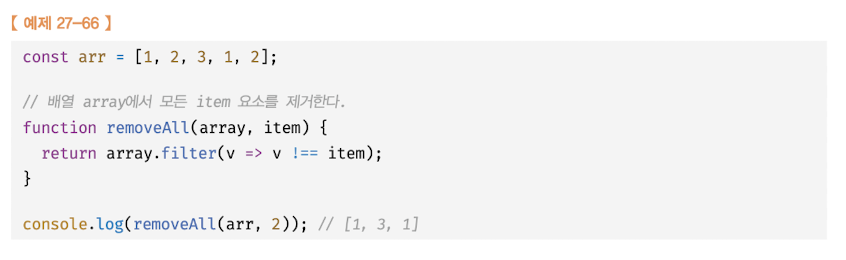 【 예제 27-66 】
const arr = [1, 2, 3, 1, 2];
// 배열 array에서 모든 item 요소를 제거한다.
function removeAll(array, item) {
  return array.filter(v => v !== item);
}
console.log(removeAll(arr, 2)); // [1, 3, 1]